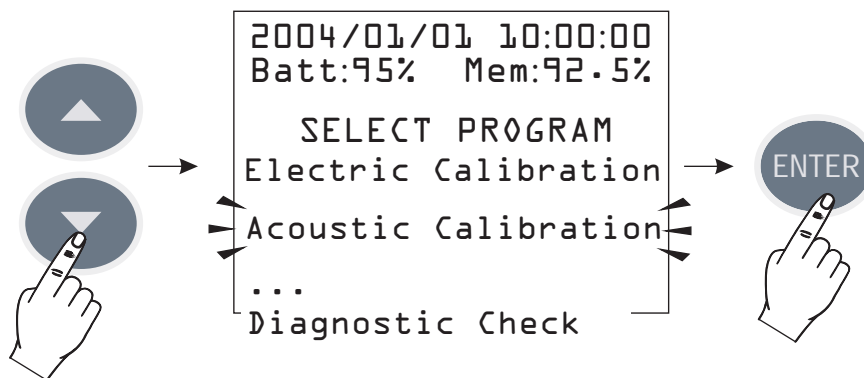 2004/01/01 10:00:00
Batt:95% Mem:92.5%
SELECT PROGRAM
Electric Calibration
Acoustic Calibration
...
Diagnostic Check
ENTER